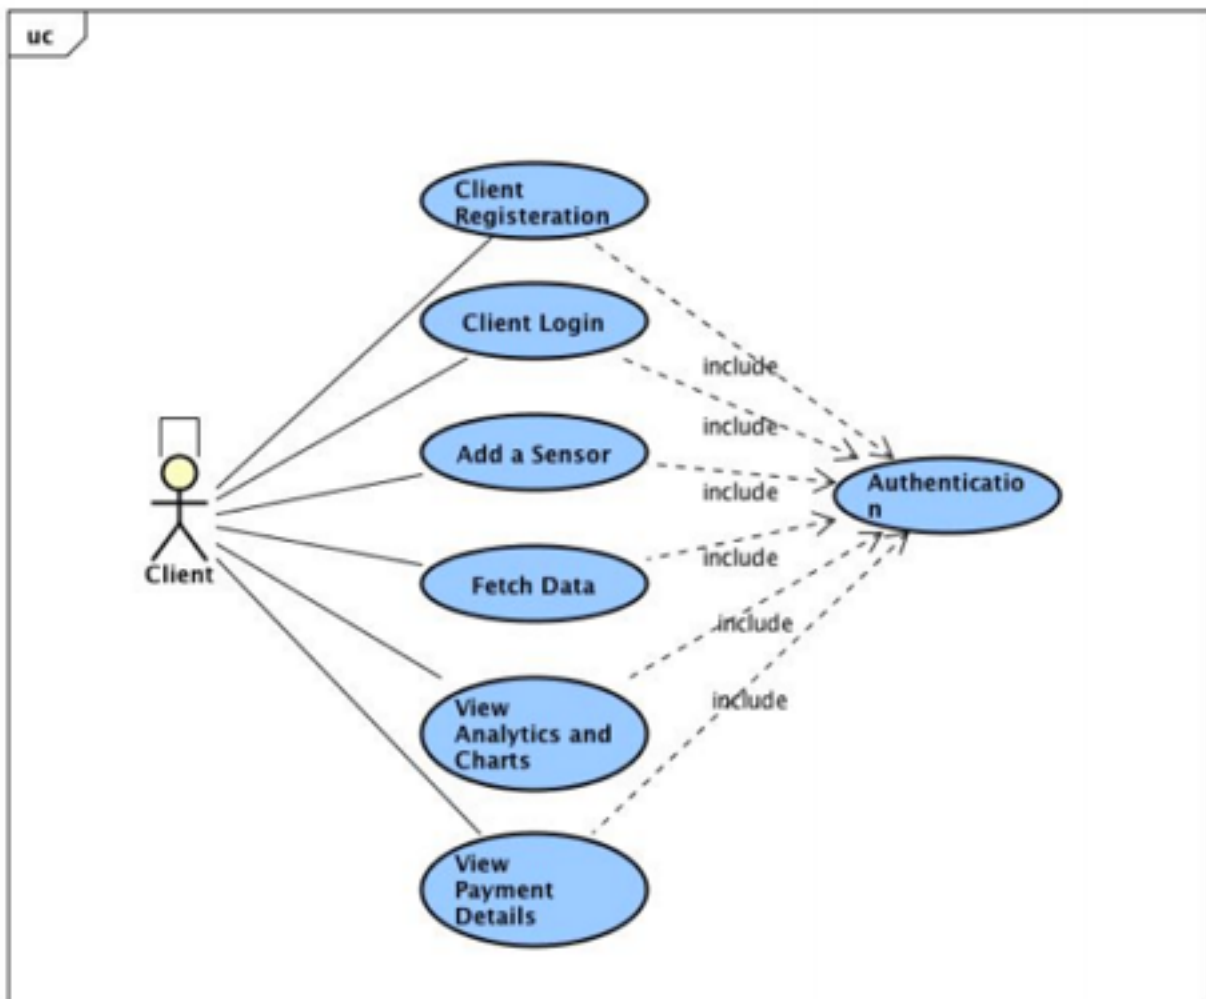 uc
Client
Registeration
Client Login
include
include
Add a Sensor
include
Authenticatio
n
include
Fetch Data
Client
include
include
View
Analytics and
Charts
View
Payment
Details